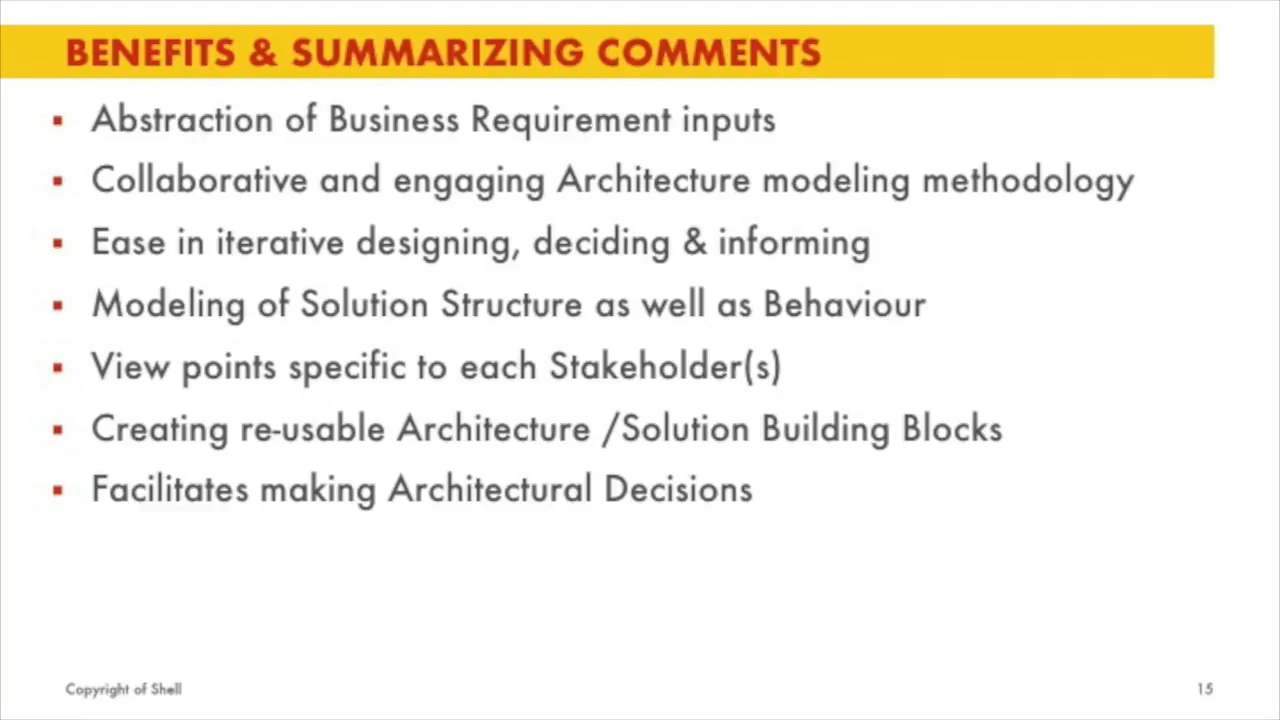 BENEFITS & SUMMARIZING COMMENTS
▪ Abstraction of Business Requirement inputs
▪ Collaborative and engaging Architecture modeling methodology
▪ Ease in iterative designing, deciding & informing
▪ Modeling of Solution Structure as well as Behaviour
▪ View points specific to each Stakeholder(s)
▪ Creating re-usable Architecture /Solution Building Blocks
▪ Facilitates making Architectural Decisions
Copyright of Shell
15